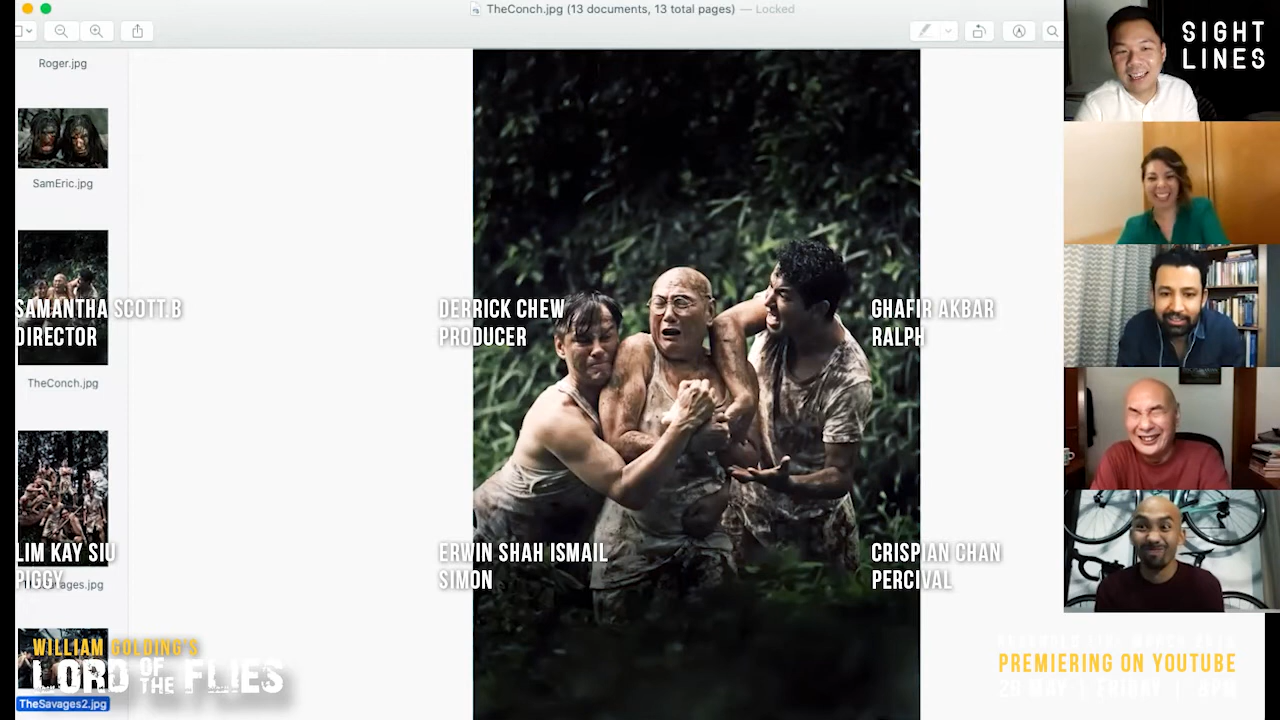 TheConch.jpg (13 documents, 13 total pages) — Locked
SIGHT
LINES
Roger.jpg
SamEric.jpg
TheConch.jpg
SAMANTHA SCOTT.B
DIRECTOR
DERRICK CHEW
PRODUCER
GHAFIR AKBAR
RALPH
LIM KAY SIU
PIGGY
ERWIN SHAH ISMAIL
SIMON
CRISPIAN CHAN
PERCIVAL
WILLIAM GOLDING'S
LORD OF THE FLIES
TheSavages2.jpg
PREMIERING ON YOUTUBE